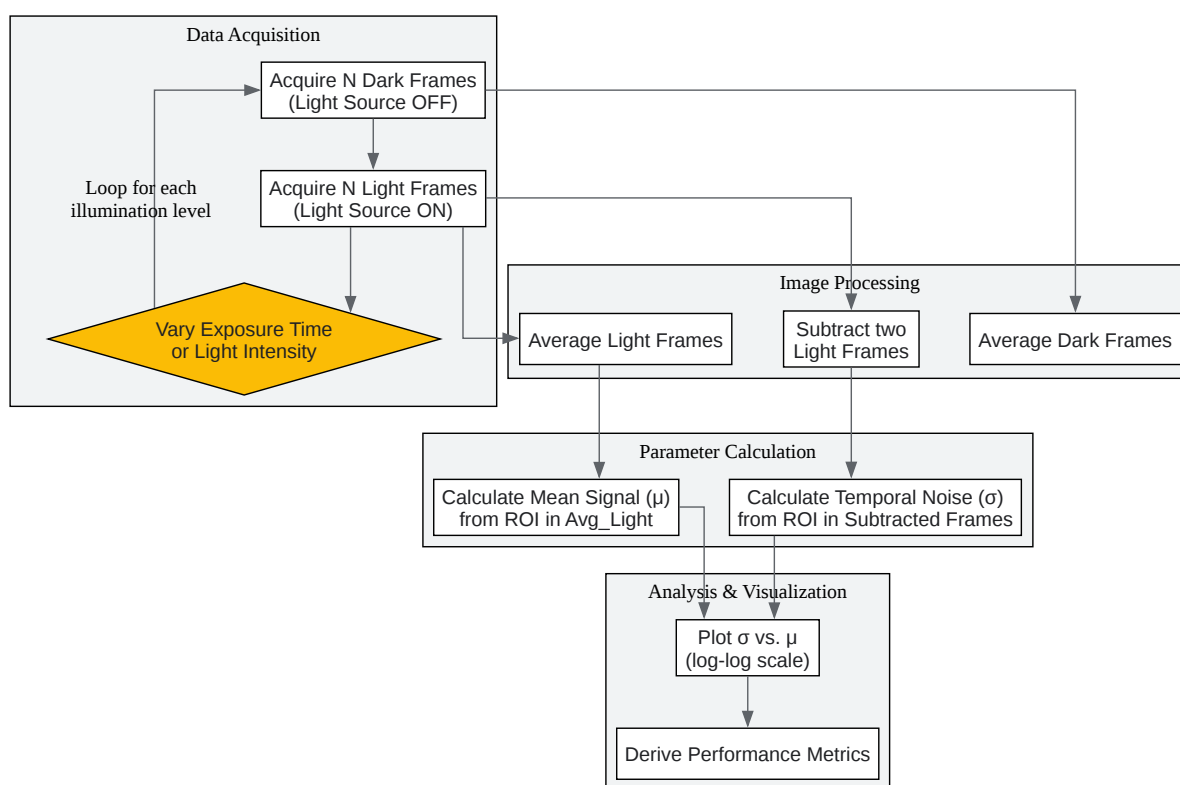 Data Acquisition
Acquire N Dark Frames
(Light Source OFF)
Acquire N Light Frames
(Light Source ON)
Loop for each
illumination level
Vary Exposure Time
or Light Intensity
Image Processing
Average Light Frames
Subtract two
Light Frames
Average Dark Frames
Parameter Calculation
Calculate Mean Signal (μ)
from ROI in Avg_Light
Calculate Temporal Noise (σ)
from ROI in Subtracted Frames
Analysis & Visualization
Plot σ vs. μ
(log-log scale)
Derive Performance Metrics